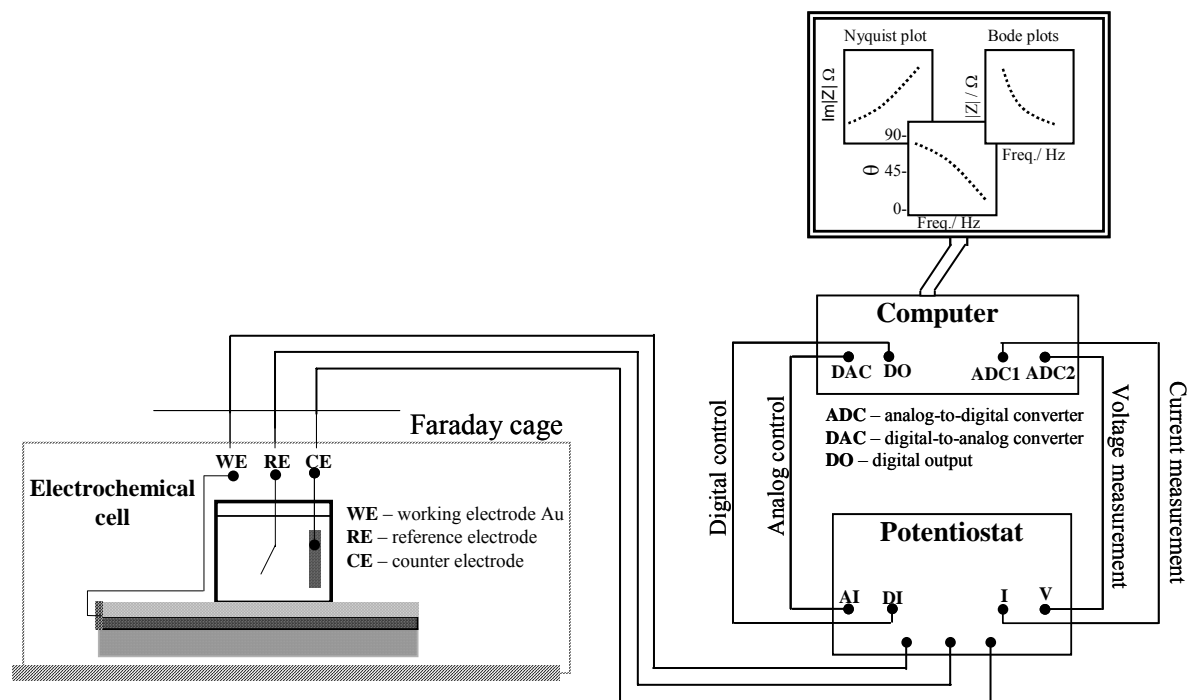 Nyquist plot
Bode plots
Im|Z| Ω
|Z| / Ω
90-
45-
0-
θ
Freq./ Hz
Freq./ Hz
Computer
DAC DO
ADC1 ADC2
ADC – analog-to-digital converter
DAC – digital-to-analog converter
DO – digital output
Digital control
Analog control
Voltage measurement
Current measurement
Faraday cage
WE RE CE
Electrochemical
cell
WE – working electrode Au
RE – reference electrode
CE – counter electrode
Potentiostat
AI DI
I V